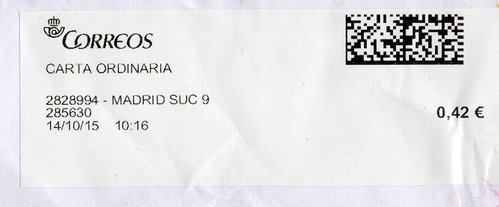 CORREOS
CARTA ORDINARIA
2828994 - MADRID SUC 9
285630
0,42 €
14/10/15 10:16